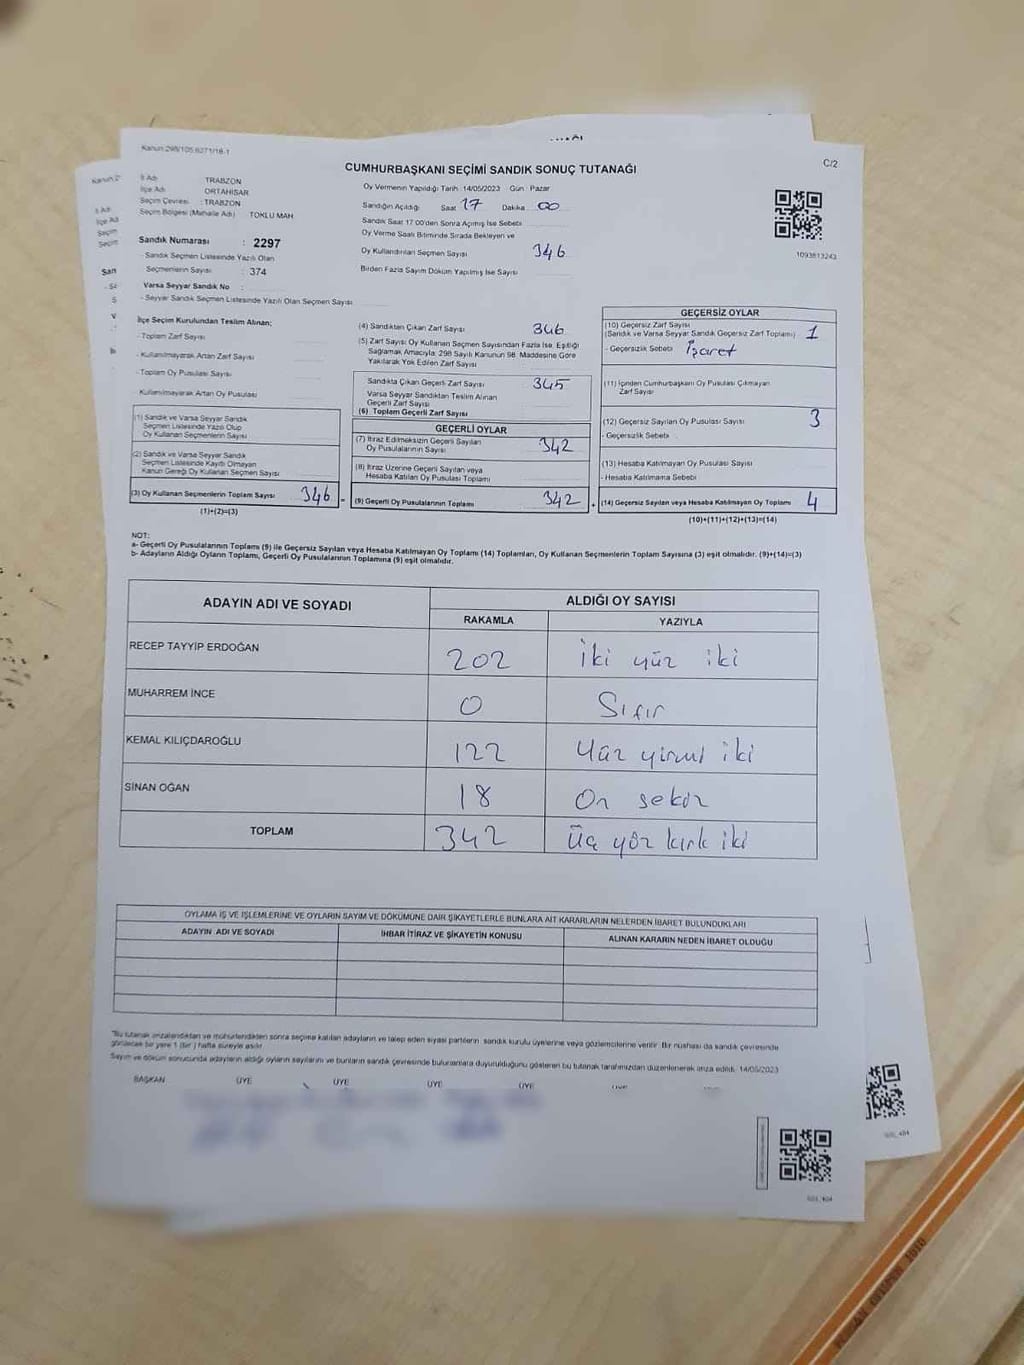 Kanun:298/105,6271/18-1
C/2
CUMHURBAŞKANI SEÇİMİ SANDIK SONUÇ TUTANAĞI
İl Adı : TRABZON
İlçe Adı : ORTAHİSAR
Seçim Çevresi : TRABZON
Seçim Bölgesi (Mahalle Adı) : TOKLU MAH
Sandık Numarası : 2297
- Sandık Seçmen Listesinde Yazılı Olan
Seçmenlerin Sayısı : 374
Varsa Seyyar Sandık No :
- Seyyar Sandık Seçmen Listesinde Yazılı Olan Seçmen Sayısı
Oy Vermenin Yapıldığı Tarih : 14/05/2023 Gün : Pazar
Sandığın Açıldığı Saat 17 Dakika 00
Sandık Saat 17:00'den Sonra Açılmış İse Sebebi
Oy Verme Saati Bitiminde Sırada Bekleyen ve
Oy Kullandırılan Seçmen Sayısı 346
Birden Fazla Sayım Döküm Yapılmış İse Sayısı
1093813243
İlçe Seçim Kurulundan Teslim Alınan;
- Toplam Zarf Sayısı
- Kullanılmayarak Artan Zarf Sayısı
- Toplam Oy Pusulası Sayısı
- Kullanılmayarak Artan Oy Pusulası
(1) Sandık ve Varsa Seyyar Sandık
Seçmen Listesinde Yazılı Olup
Oy Kullanan Seçmenlerin Sayısı
(2) Sandık ve Varsa Seyyar Sandık
Seçmen Listesinde Kayıtlı Olmayan
Kanun Gereği Oy Kullanan Seçmen Sayısı
(3) Oy Kullanan Seçmenlerin Toplam Sayısı 346
(1)+(2)=(3)
(4) Sandıktan Çıkan Zarf Sayısı 346
(5) Zarf Sayısı Oy Kullanan Seçmen Sayısından Fazla İse, Eşitliği
Sağlamak Amacıyla; 298 Sayılı Kanunun 98. Maddesine Göre
Yakılarak Yok Edilen Zarf Sayısı
Sandıkta Çıkan Geçerli Zarf Sayısı 345
Varsa Seyyar Sandıktan Teslim Alınan
Geçerli Zarf Sayısı
(6) Toplam Geçerli Zarf Sayısı
GEÇERLİ OYLAR
(7) İtiraz Edilmeksizin Geçerli Sayılan
Oy Pusulalarının Sayısı 342
(8) İtiraz Üzerine Geçerli Sayılan veya
Hesaba Katılan Oy Pusulası Toplamı
= (9) Geçerli Oy Pusulalarının Toplamı 342
GEÇERSİZ OYLAR
(10) Geçersiz Zarf Sayısı
(Sandık ve Varsa Seyyar Sandık Geçersiz Zarf Toplamı) 1
- Geçersizlik Sebebi İşaret
(11) İçinden Cumhurbaşkanı Oy Pusulası Çıkmayan
Zarf Sayısı
(12) Geçersiz Sayılan Oy Pusulası Sayısı 3
- Geçersizlik Sebebi
(13) Hesaba Katılmayan Oy Pusulası Sayısı
- Hesaba Katılmama Sebebi
+ (14) Geçersiz Sayılan veya Hesaba Katılmayan Oy Toplamı 4
(10)+(11)+(12)+(13)=(14)
NOT:
a- Geçerli Oy Pusulalarının Toplamı (9) ile Geçersiz Sayılan veya Hesaba Katılmayan Oy Toplamı (14) Toplamları, Oy Kullanan Seçmenlerin Toplam Sayısına (3) eşit olmalıdır. (9)+(14)=(3)
b- Adayların Aldığı Oyların Toplamı, Geçerli Oy Pusulalarının Toplamına (9) eşit olmalıdır.
ADAYIN ADI VE SOYADI ALDIĞI OY SAYISI
RAKAMLA YAZIYLA
RECEP TAYYİP ERDOĞAN 202 İki yüz iki
MUHARREM İNCE 0 Sıfır
KEMAL KILIÇDAROĞLU 122 Yüz yirmi iki
SİNAN OĞAN 18 On sekiz
TOPLAM 342 Üç yüz kırk iki
OYLAMA İŞ VE İŞLEMLERİNE VE OYLARIN SAYIM VE DÖKÜMÜNE DAİR ŞİKAYETLERLE BUNLARA AİT KARARLARIN NELERDEN İBARET BULUNDUKLARI
ADAYIN ADI VE SOYADI İHBAR İTİRAZ VE ŞİKAYETİN KONUSU ALINAN KARARIN NEDEN İBARET OLDUĞU
"Bu tutanak imzalandıktan ve mühürlendikten sonra seçime katılan adayların ve talep eden siyasi partilerin sandık kurulu üyelerine veya gözlemcilerine verilir. Bir nüshası da sandık çevresinde
görülecek bir yere 1 (bir) hafta süreyle asılır.
Sayım ve döküm sonucunda adayların aldığı oyların sayılarını ve bunların sandık çevresinde bulunanlara duyurulduğunu gösteren bu tutanak tarafımızdan düzenlenerek imza edildi. 14/05/2023
BAŞKAN ÜYE ÜYE ÜYE ÜYE